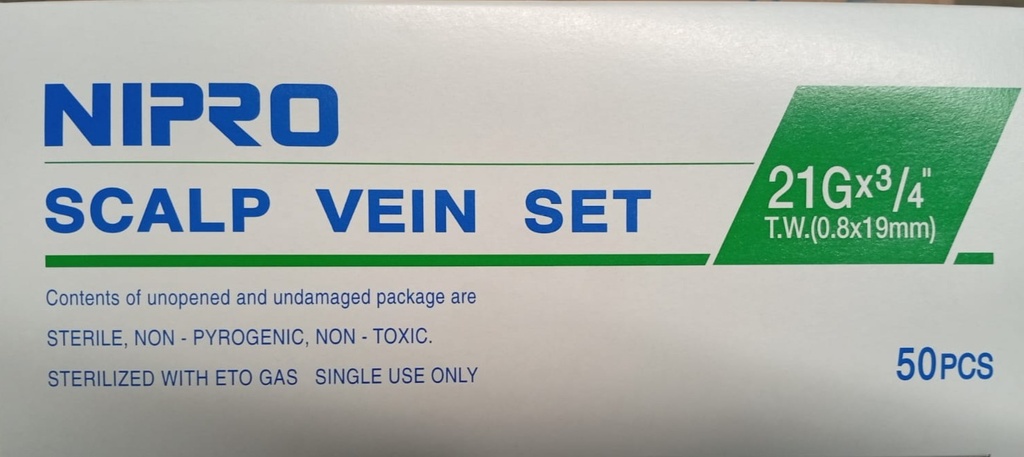 NIPRO
SCALP VEIN SET
21Gx3/4"
T.W.(0.8x19mm)
Contents of unopened and undamaged package are
STERILE, NON - PYROGENIC, NON - TOXIC.
STERILIZED WITH ETO GAS SINGLE USE ONLY
50PCS